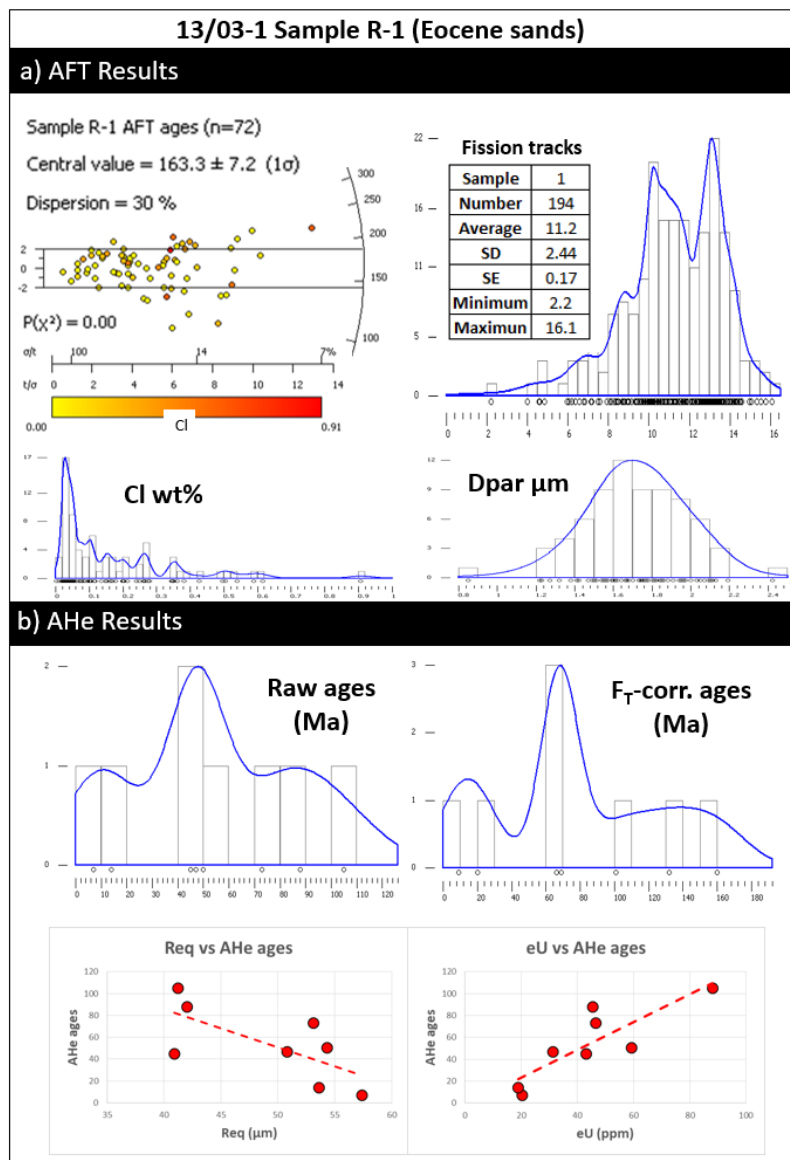 13/03-1 Sample R-1 (Eocene sands)
a) AFT Results
Sample R-1 AFT ages (n=72)
Central value = 163.3 ± 7.2 (1σ)
Dispersion = 30 %
300
250
200
150
100
2
0
-2
P(χ²) = 0.00
σ/t 100 14 7%
t/σ 0 2 4 6 8 10 12 14
0.00 Cl 0.91
Fission tracks
Sample 1
Number 194
Average 11.2
SD 2.44
SE 0.17
Minimum 2.2
Maximun 16.1
22
16
11
5
0
0 2 4 6 8 10 12 14 16
Cl wt%
17
12
8
4
0
0 0.1 0.2 0.3 0.4 0.5 0.6 0.7 0.8 0.9 1
Dpar µm
12
9
6
3
0
0.8 1.2 1.6 1.8 2 2.2 2.4
b) AHe Results
Raw ages
(Ma)
2
1
0
0 10 20 30 40 50 60 70 80 90 100 110 120
FT-corr. ages
(Ma)
3
2
1
0
0 20 40 60 80 100 120 140 160 180
Req vs AHe ages
AHe ages
120
100
80
60
40
20
0
35 40 45 50 55 60
Req (µm)
eU vs AHe ages
AHe ages
120
100
80
60
40
20
0
0 20 40 60 80 100
eU (ppm)